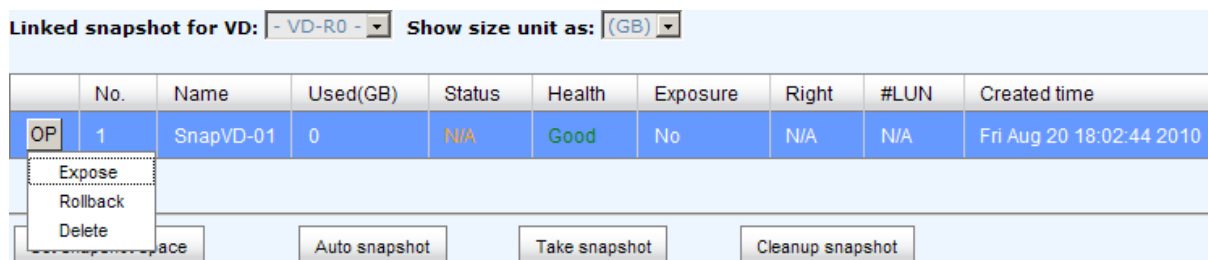 Linked snapshot for VD: - VD-R0 - Show size unit as: (GB)
No. Name Used(GB) Status Health Exposure Right #LUN Created time
OP 1 SnapVD-01 0 N/A Good No N/A N/A Fri Aug 20 18:02:44 2010
Expose
Rollback
Delete
Auto snapshot Take snapshot Cleanup snapshot